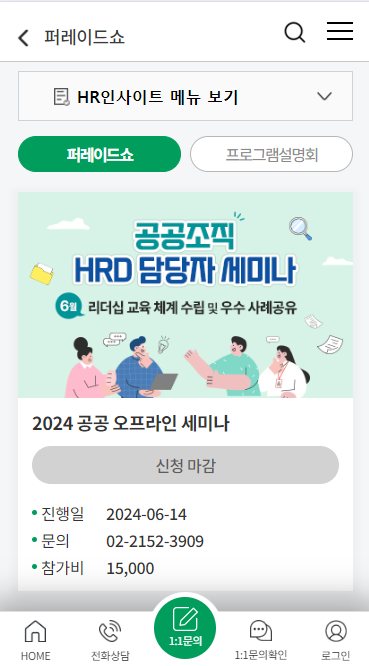 퍼레이드쇼
HR인사이트 메뉴 보기
퍼레이드쇼
프로그램설명회
공공조직
HRD 담당자 세미나
6월 리더십 교육 체계 수립 및 우수 사례공유
2024 공공 오프라인 세미나
신청 마감
진행일 2024-06-14
문의 02-2152-3909
참가비 15,000
HOME
전화상담
1:1문의
1:1문의확인
로그인